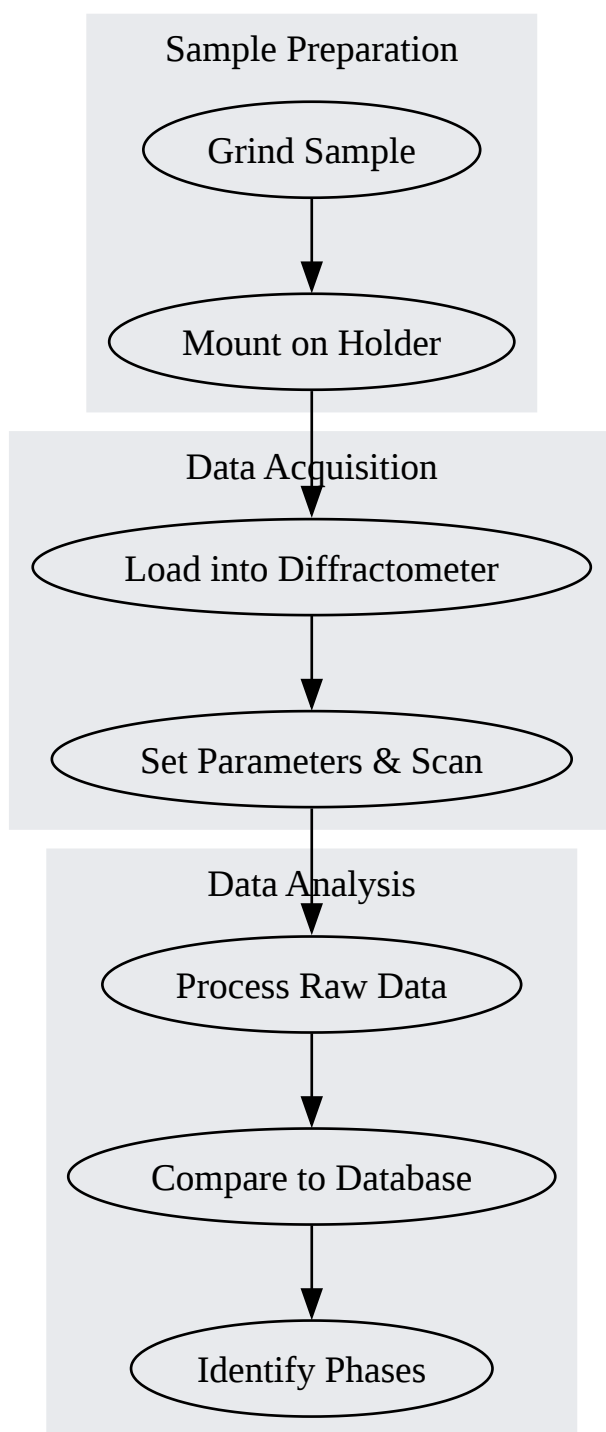 Sample Preparation
Grind Sample
Mount on Holder
Data Acquisition
Load into Diffractometer
Set Parameters & Scan
Data Analysis
Process Raw Data
Compare to Database
Identify Phases